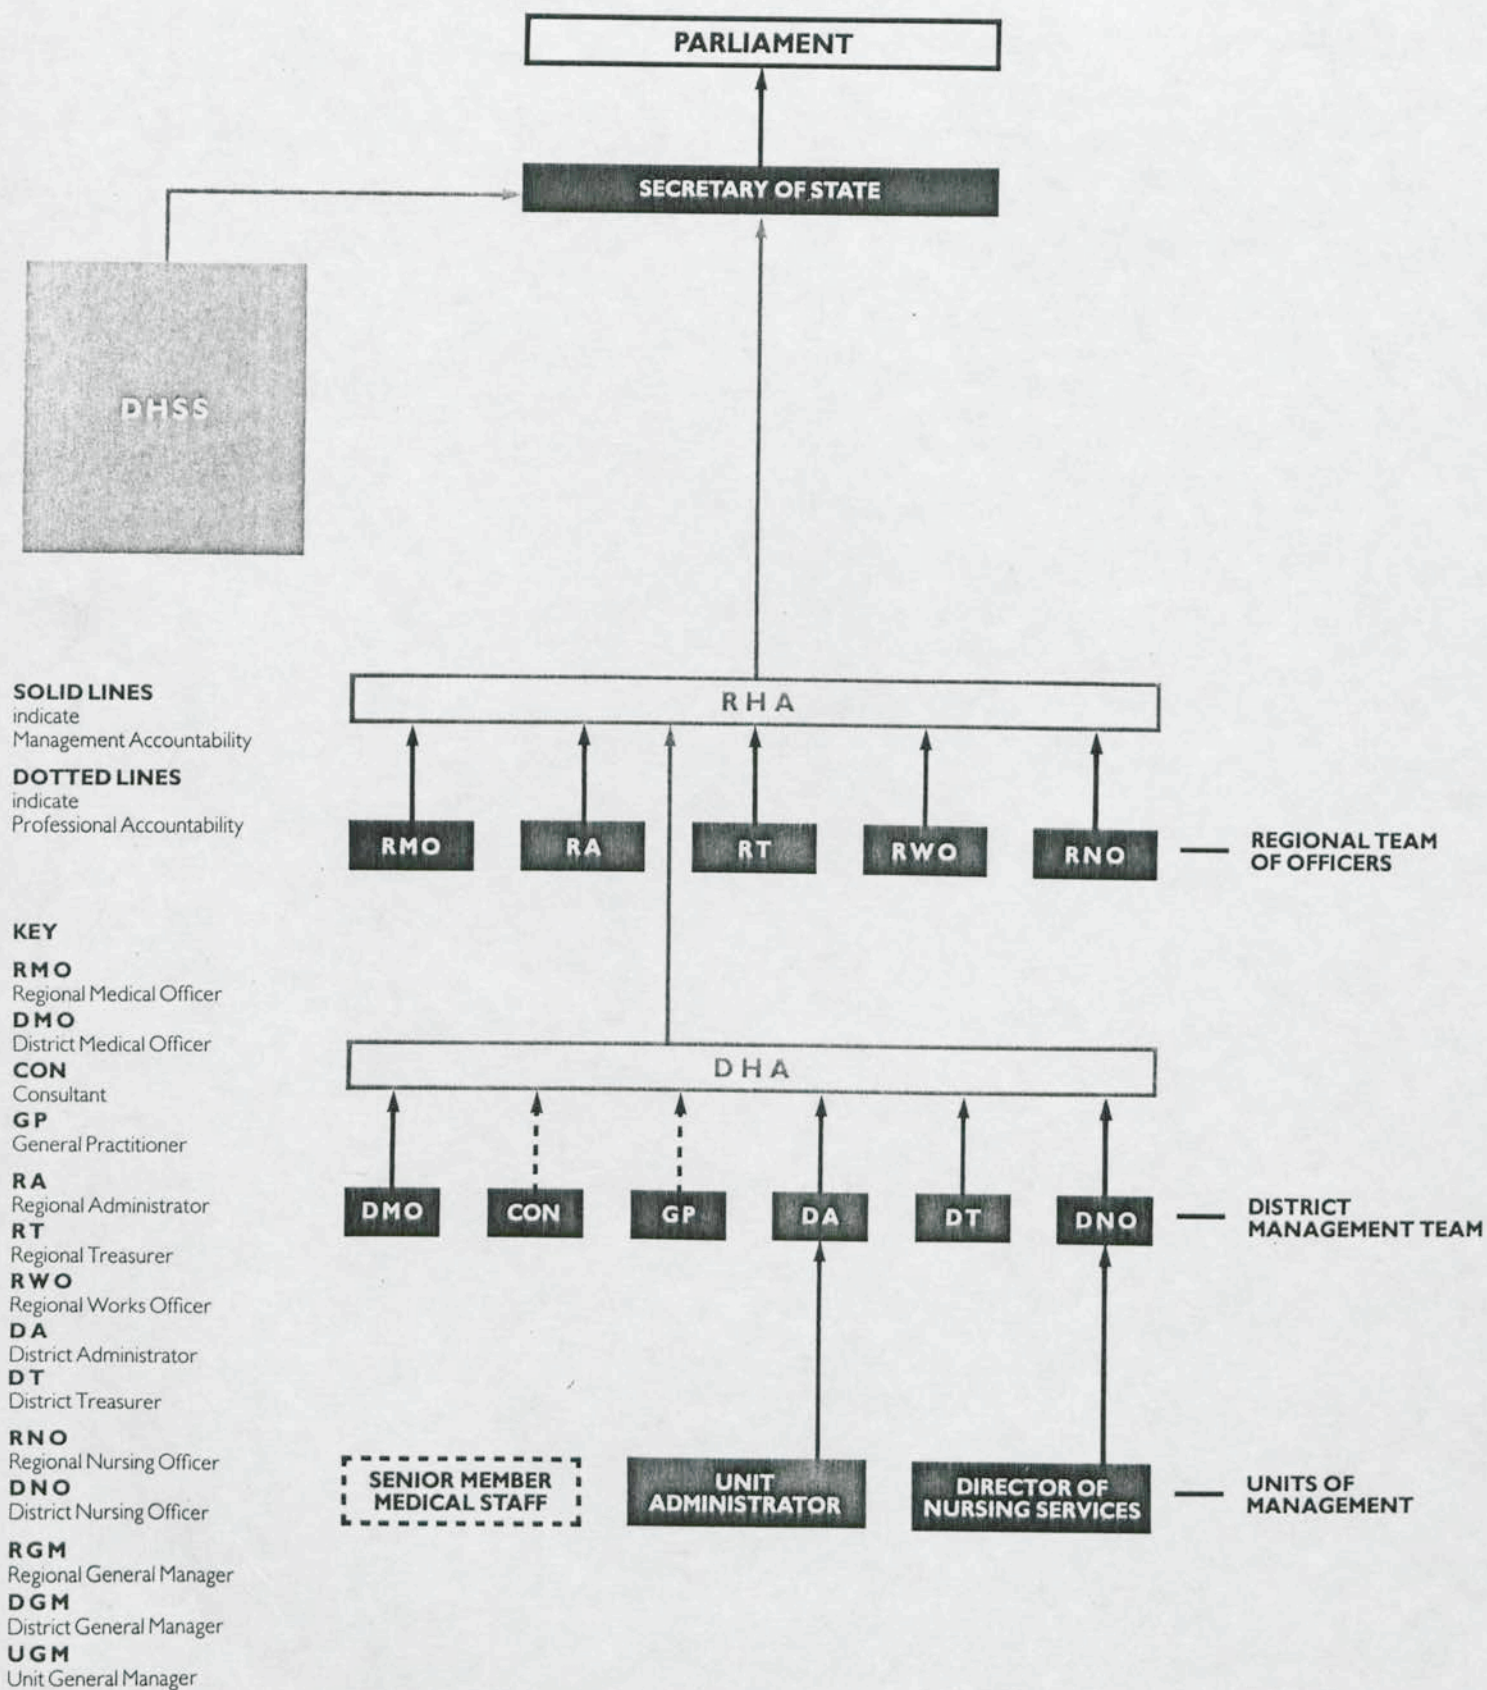 PARLIAMENT
SECRETARY OF STATE
DHSS
SOLID LINES
indicate
Management Accountability
DOTTED LINES
indicate
Professional Accountability
RHA
RMO
RA
RT
RWO
RNO
REGIONAL TEAM
OF OFFICERS
KEY
RMO
Regional Medical Officer
DMO
District Medical Officer
CON
Consultant
GP
General Practitioner
RA
Regional Administrator
RT
Regional Treasurer
RWO
Regional Works Officer
DA
District Administrator
DT
District Treasurer
RNO
Regional Nursing Officer
DNO
District Nursing Officer
RGM
Regional General Manager
DGM
District General Manager
UGM
Unit General Manager
DHA
DMO
CON
GP
DA
DT
DNO
DISTRICT
MANAGEMENT TEAM
SENIOR MEMBER
MEDICAL STAFF
UNIT
ADMINISTRATOR
DIRECTOR OF
NURSING SERVICES
UNITS OF
MANAGEMENT